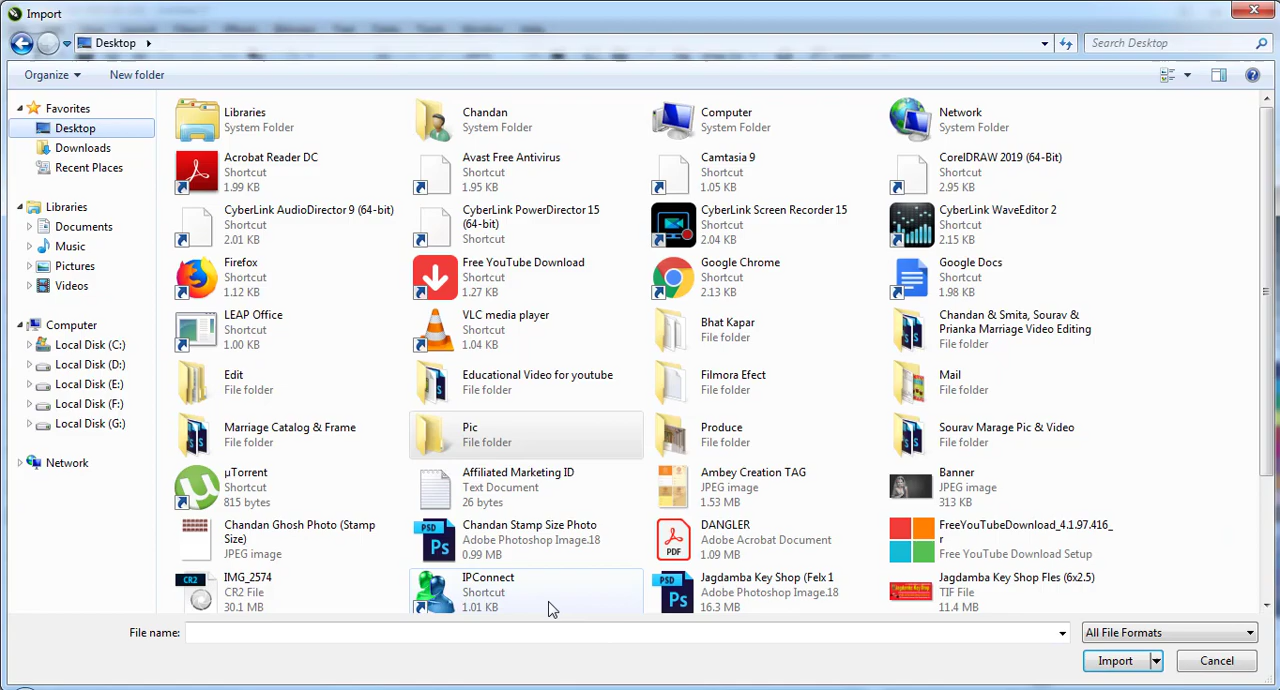 Import
Desktop
Search Desktop
Organize
New folder
Favorites
Desktop
Downloads
Recent Places
Libraries
Documents
Music
Pictures
Videos
Computer
Local Disk (C:)
Local Disk (D:)
Local Disk (E:)
Local Disk (F:)
Local Disk (G:)
Network
Libraries
System Folder
Chandan
System Folder
Computer
System Folder
Network
System Folder
Acrobat Reader DC
Shortcut
1.99 KB
Avast Free Antivirus
Shortcut
1.95 KB
Camtasia 9
Shortcut
1.05 KB
CorelDRAW 2019 (64-Bit)
Shortcut
2.95 KB
CyberLink AudioDirector 9 (64-bit)
Shortcut
2.01 KB
CyberLink PowerDirector 15
(64-bit)
Shortcut
CyberLink Screen Recorder 15
Shortcut
2.04 KB
CyberLink WaveEditor 2
Shortcut
2.15 KB
Firefox
Shortcut
1.12 KB
Free YouTube Download
Shortcut
1.27 KB
Google Chrome
Shortcut
2.13 KB
Google Docs
Shortcut
1.98 KB
LEAP Office
Shortcut
1.00 KB
VLC media player
Shortcut
1.04 KB
Bhat Kapar
File folder
Chandan & Smita, Sourav &
Prianka Marriage Video Editing
File folder
Edit
File folder
Educational Video for youtube
File folder
Filmora Efect
File folder
Mail
File folder
Marriage Catalog & Frame
File folder
Pic
File folder
Produce
File folder
Sourav Marage Pic & Video
File folder
µTorrent
Shortcut
815 bytes
Affiliated Marketing ID
Text Document
26 bytes
Ambey Creation TAG
JPEG image
1.53 MB
Banner
JPEG image
313 KB
Chandan Ghosh Photo (Stamp
Size)
JPEG image
PSD
Ps
Chandan Stamp Size Photo
Adobe Photoshop Image.18
0.99 MB
PDF
DANGLER
Adobe Acrobat Document
1.09 MB
FreeYouTubeDownload_4.1.97.416_
r
Free YouTube Download Setup
CR2
IMG_2574
CR2 File
30.1 MB
IPConnect
Shortcut
1.01 KB
PSD
Ps
Jagdamba Key Shop (Felx 1
Adobe Photoshop Image.18
16.3 MB
Jagdamba Key Shop Fles (6x2.5)
TIF File
11.4 MB
File name:
All File Formats
Import
Cancel